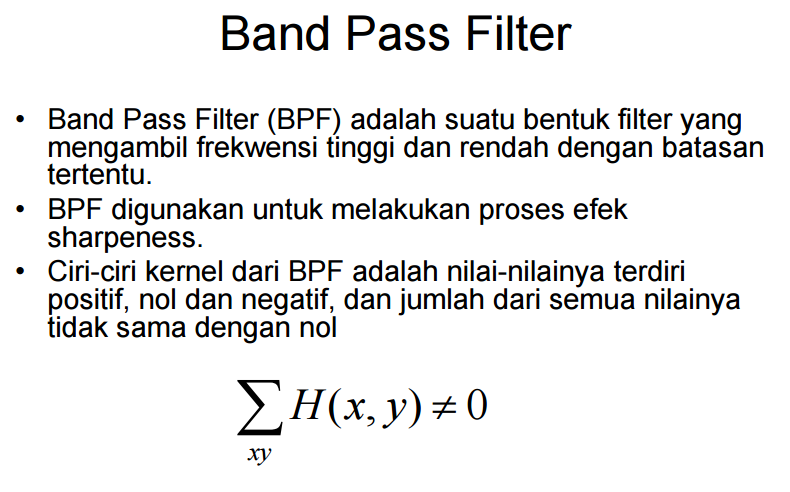 Band Pass Filter
• Band Pass Filter (BPF) adalah suatu bentuk filter yang
mengambil frekwensi tinggi dan rendah dengan batasan
tertentu.
• BPF digunakan untuk melakukan proses efek
sharpeness.
• Ciri-ciri kernel dari BPF adalah nilai-nilainya terdiri
positif, nol dan negatif, dan jumlah dari semua nilainya
tidak sama dengan nol
∑ H(x, y) ≠ 0
xy